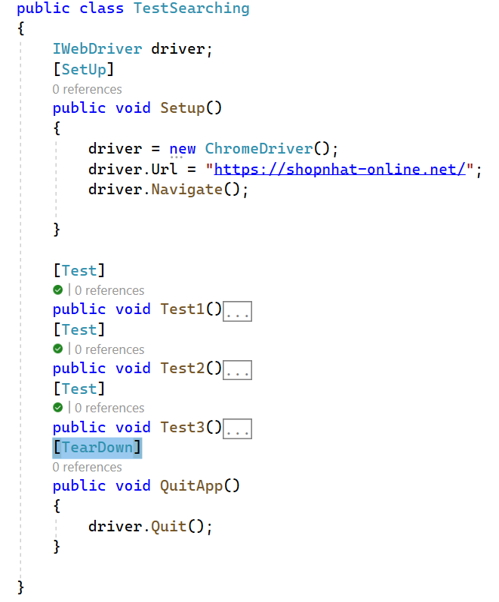 public class TestSearching
{
IWebDriver driver;
[SetUp]
0 references
public void Setup()
{
driver = new ChromeDriver();
driver.Url = "https://shopnhat-online.net/";
driver.Navigate();
}
[Test]
| 0 references
public void Test1()...
[Test]
| 0 references
public void Test2()...
[Test]
| 0 references
public void Test3()...
[TearDown]
0 references
public void QuitApp()
{
driver.Quit();
}
}